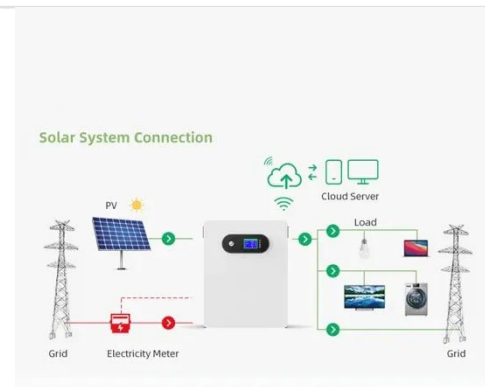 Solar System Connection
Cloud Server
PV
Load
Grid
Electricity Meter
Grid